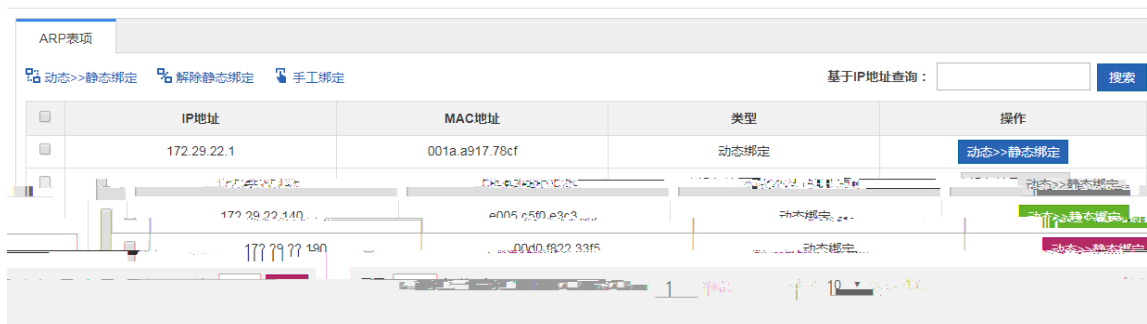 ARP表项
动态>>静态绑定 解除静态绑定 手工绑定 基于IP地址查询： 搜索
IP地址 MAC地址 类型 操作
172.29.22.1 001a.a917.78cf 动态绑定 动态>>静态绑定
动态>>静态绑定
172.29.22.140 e005.c5f0.e3c3 动态绑定 动态>>静态绑定
172.29.22.190 00d0.f822.33f5 动态绑定 动态>>静态绑定
1 10